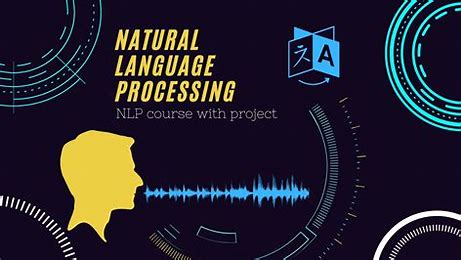 NATURAL
LANGUAGE
PROCESSING
NLP course with project
A